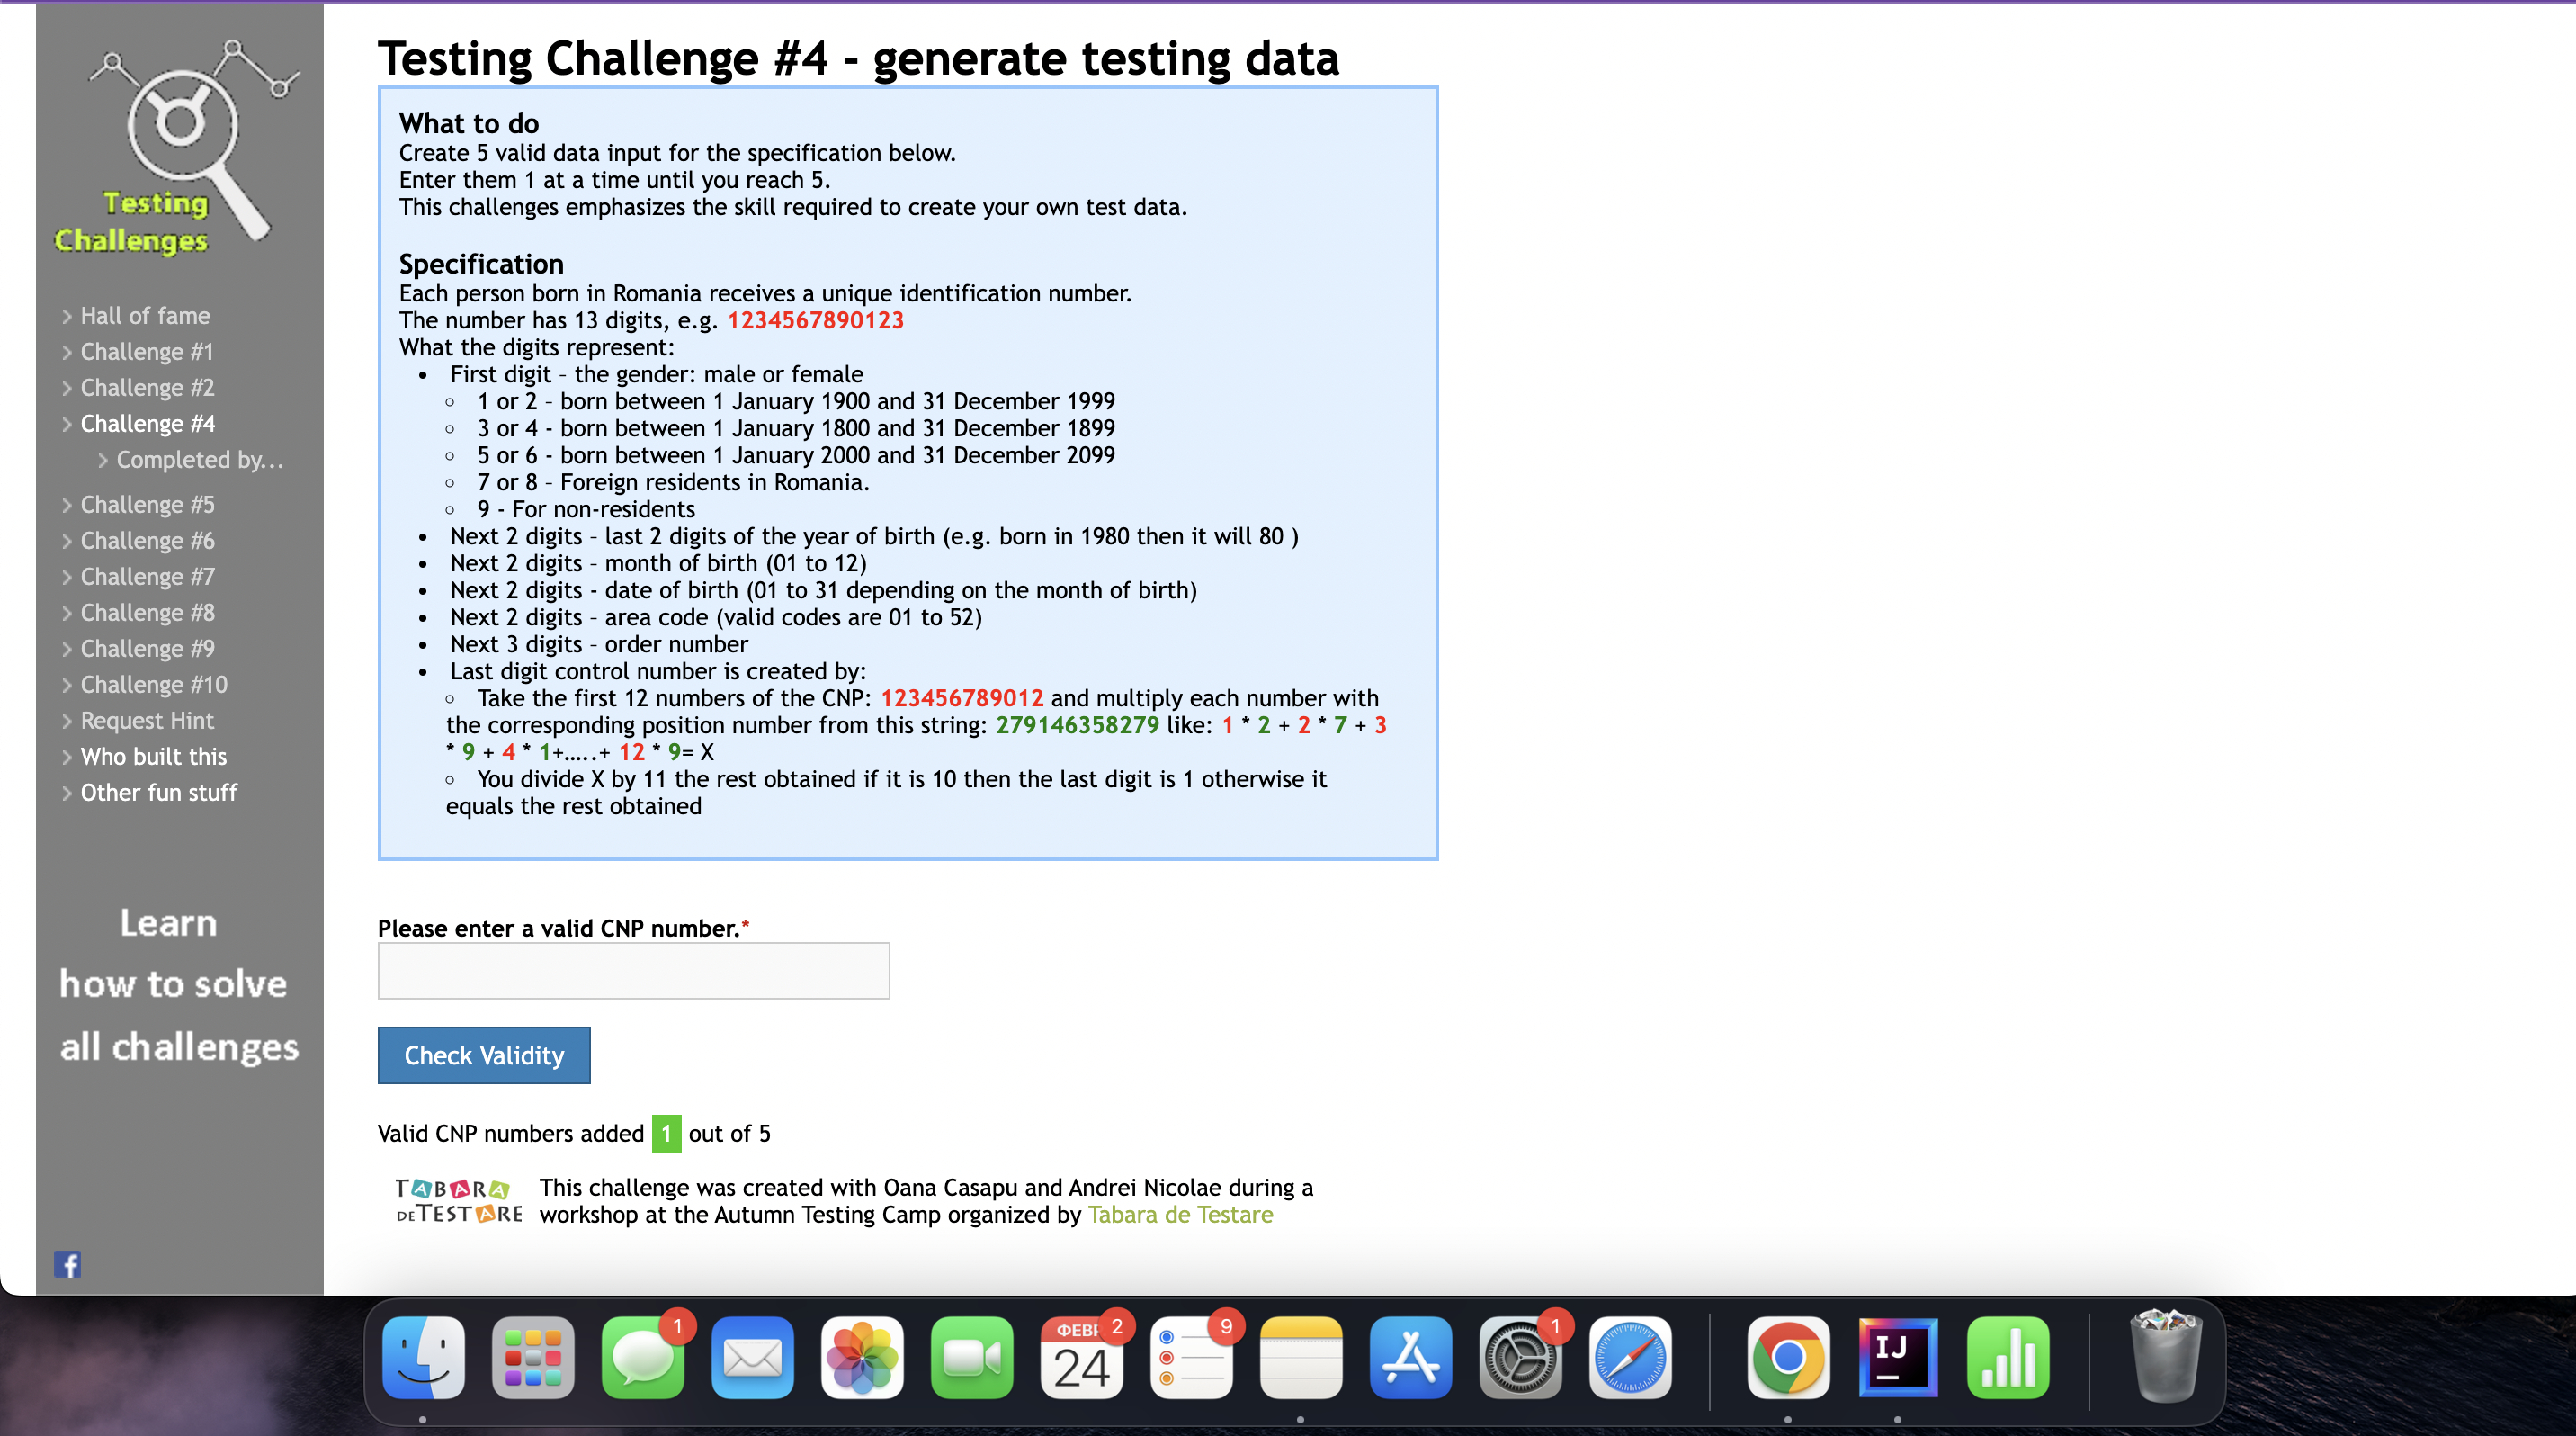 Testing
Challenges
Hall of fame
Challenge #1
Challenge #2
Challenge #4
Completed by...
Challenge #5
Challenge #6
Challenge #7
Challenge #8
Challenge #9
Challenge #10
Request Hint
Who built this
Other fun stuff
Learn
how to solve
all challenges
Testing Challenge #4 - generate testing data
What to do
Create 5 valid data input for the specification below.
Enter them 1 at a time until you reach 5.
This challenges emphasizes the skill required to create your own test data.
Specification
Each person born in Romania receives a unique identification number.
The number has 13 digits, e.g. 1234567890123
What the digits represent:
• First digit – the gender: male or female
◦ 1 or 2 – born between 1 January 1900 and 31 December 1999
◦ 3 or 4 - born between 1 January 1800 and 31 December 1899
◦ 5 or 6 - born between 1 January 2000 and 31 December 2099
◦ 7 or 8 – Foreign residents in Romania.
◦ 9 - For non-residents
• Next 2 digits – last 2 digits of the year of birth (e.g. born in 1980 then it will 80 )
• Next 2 digits – month of birth (01 to 12)
• Next 2 digits - date of birth (01 to 31 depending on the month of birth)
• Next 2 digits – area code (valid codes are 01 to 52)
• Next 3 digits – order number
• Last digit control number is created by:
◦ Take the first 12 numbers of the CNP: 123456789012 and multiply each number with
the corresponding position number from this string: 279146358279 like: 1 * 2 + 2 * 7 + 3
* 9 + 4 * 1+.....+ 12 * 9= X
◦ You divide X by 11 the rest obtained if it is 10 then the last digit is 1 otherwise it
equals the rest obtained
Please enter a valid CNP number.*
Check Validity
Valid CNP numbers added 1 out of 5
TABARA
DE TESTARE
This challenge was created with Oana Casapu and Andrei Nicolae during a
workshop at the Autumn Testing Camp organized by Tabara de Testare
f
1
ФЕВР
2
24
9
1
IJ